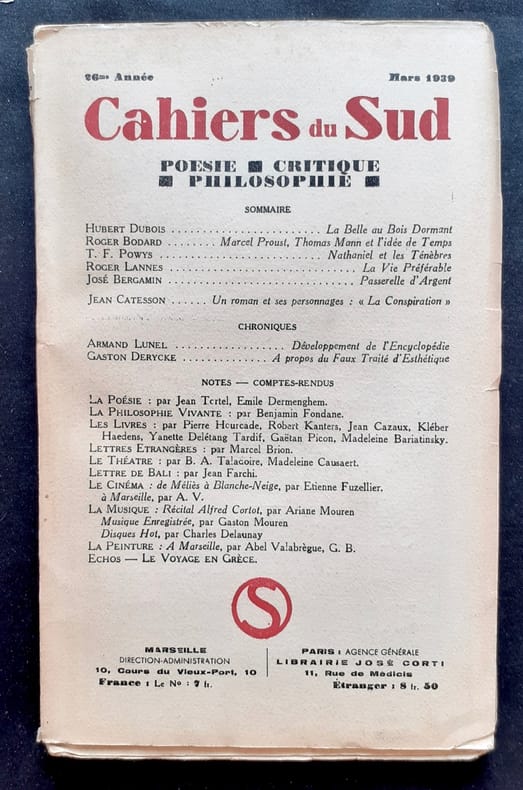 26me Année Mars 1939
Cahiers du Sud
POESIE ■ CRITIQUE
■ PHILOSOPHIE ■
SOMMAIRE
HUBERT DUBOIS ........................ La Belle au Bois Dormant
ROGER BODARD ........ Marcel Proust, Thomas Mann et l'idée de Temps
T. F. POWYS .......................... Nathaniel et les Ténèbres
ROGER LANNES .............................. La Vie Préférable
JOSÉ BERGAMIN .............................. Passerelle d'Argent
JEAN CATESSON ...... Un roman et ses personnages : « La Conspiration »
CHRONIQUES
ARMAND LUNEL .................. Développement de l'Encyclopédie
GASTON DERYCKE .............. A propos du Faux Traité d'Esthétique
NOTES — COMPTES-RENDUS
LA POÉSIE : par Jean Tortel, Emile Dermenghem.
LA PHILOSOPHIE VIVANTE : par Benjamin Fondane.
LES LIVRES : par Pierre Hourcade, Robert Kanters, Jean Cazaux, Kléber
Haedens, Yanette Delétang Tardif, Gaëtan Picon, Madeleine Bariatinsky.
LETTRES ETRANGÈRES : par Marcel Brion.
LE THÉATRE : par B. A. Taladoire, Madeleine Causaert.
LETTRE DE BALI : par Jean Farchi.
LE CINÉMA : de Méliès à Blanche-Neige, par Etienne Fuzellier.
à Marseille, par A. V.
LA MUSIQUE : Récital Alfred Cortot, par Ariane Mouren
Musique Enregistrée, par Gaston Mouren
Disques Hot, par Charles Delaunay
LA PEINTURE : A Marseille, par Abel Valabrègue, G. B.
ECHOS — LE VOYAGE EN GRÈCE.
S
MARSEILLE
DIRECTION-ADMINISTRATION
10, Cours du Vieux-Port, 10
France : Le No : 7 fr.
PARIS : AGENCE GÉNÉRALE
LIBRAIRIE JOSÉ CORTI
11, Rue de Médicis
Étranger : 8 fr. 50